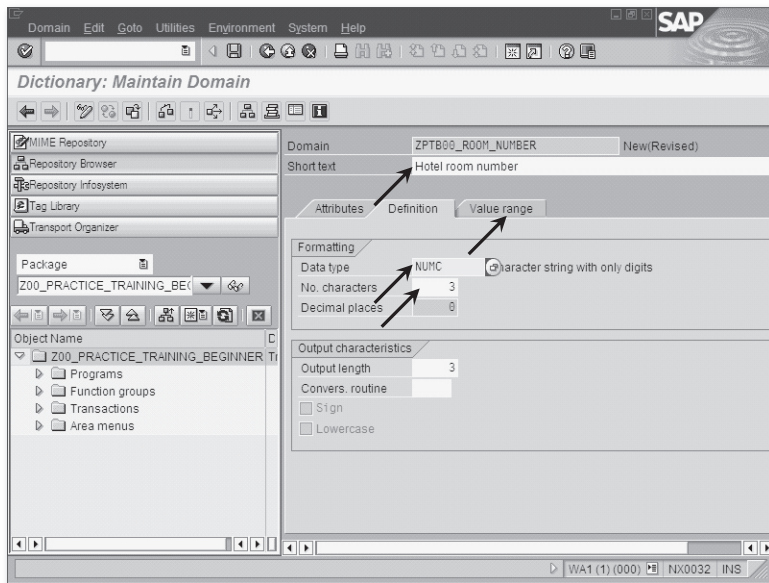 Domain Edit Goto Utilities Environment System Help
SAP
Dictionary: Maintain Domain
MIME Repository
Repository Browser
Repository Infosystem
Tag Library
Transport Organizer
Package
Z00_PRACTICE_TRAINING_BE(
Object Name D
Z00_PRACTICE_TRAINING_BEGINNER Tr
Programs
Function groups
Transactions
Area menus
Domain ZPTB00_ROOM_NUMBER New(Revised)
Short text Hotel room number
Attributes Definition Value range
Formatting
Data type NUMC haracter string with only digits
No. characters 3
Decimal places 0
Output characteristics
Output length 3
Convers. routine
Sign
Lowercase
WA1 (1) (000) NX0032 INS